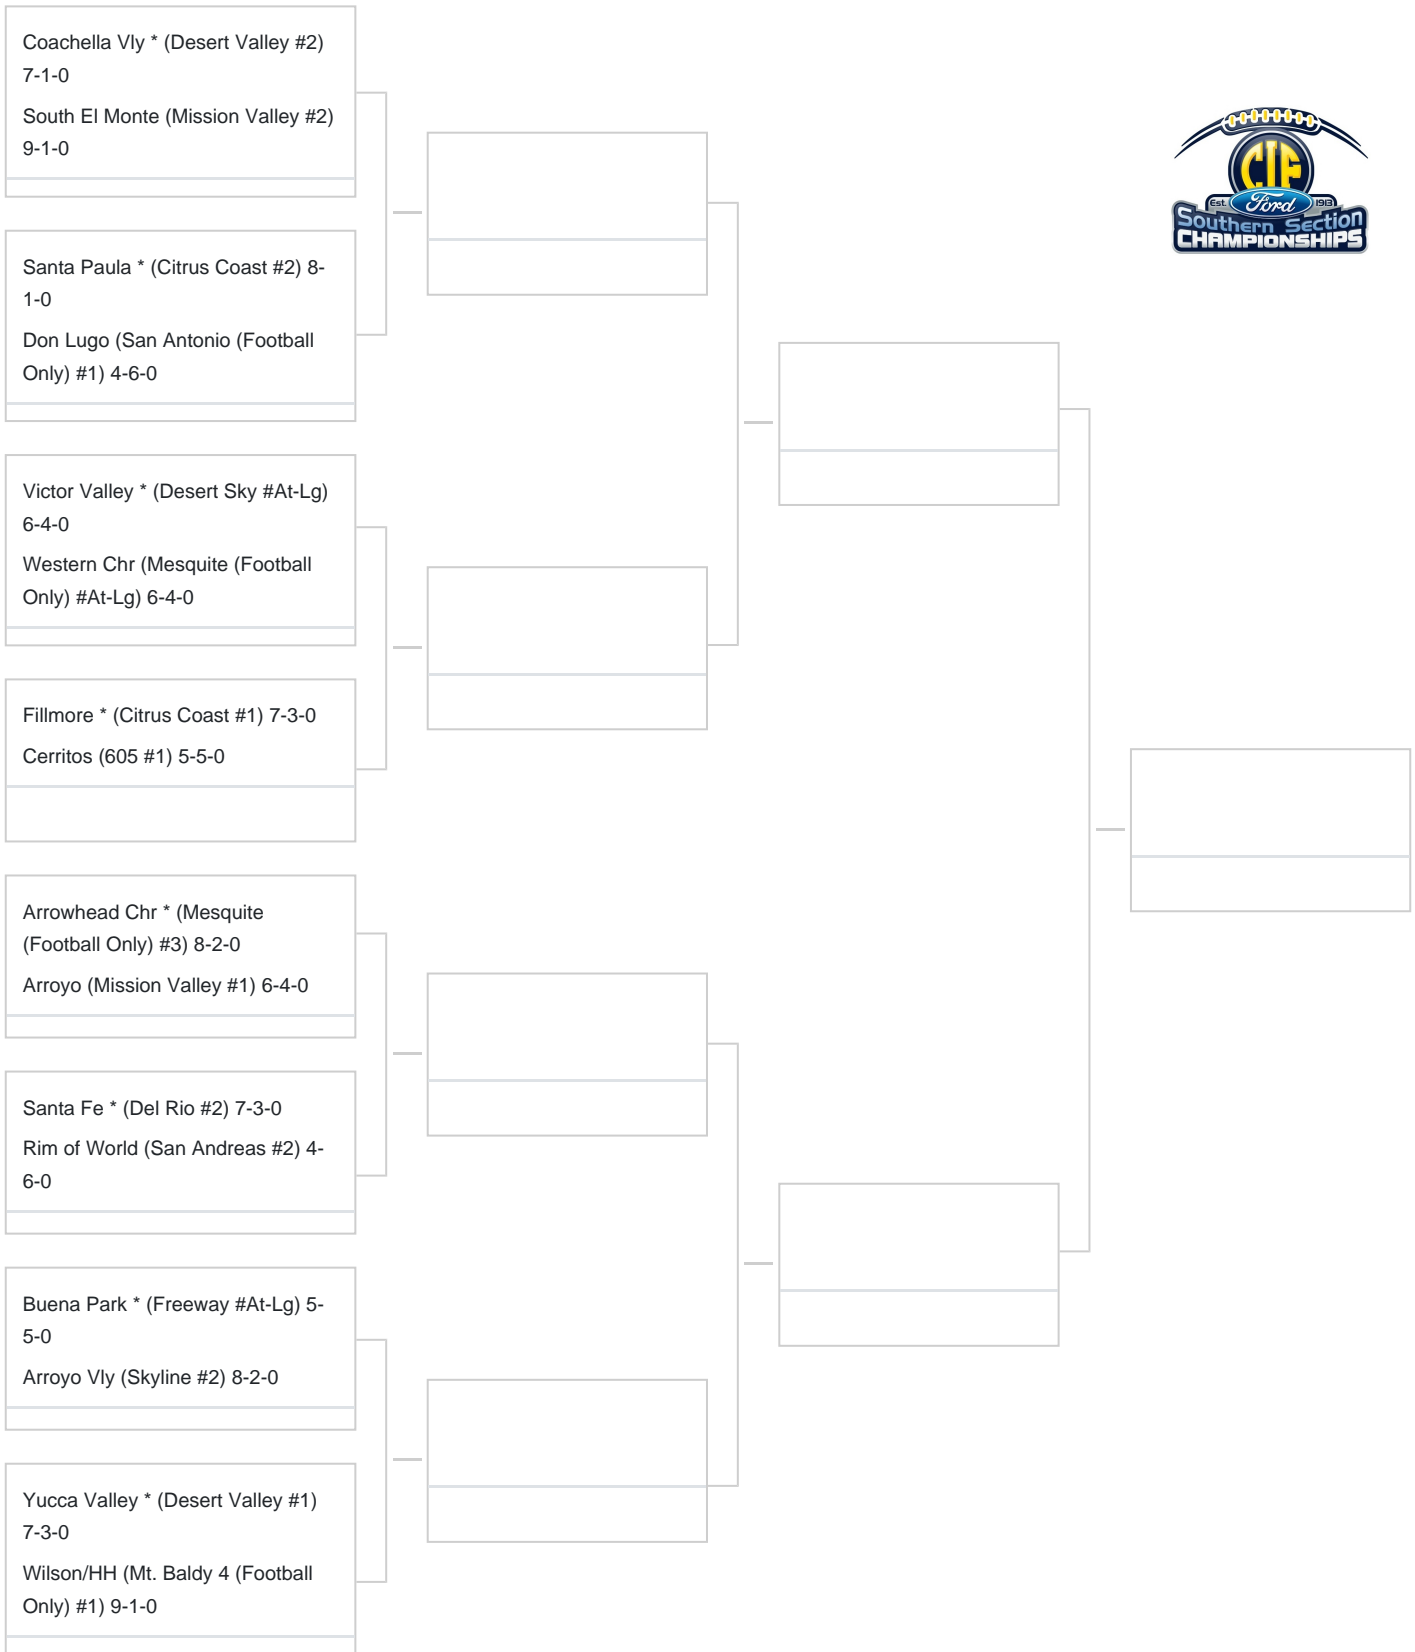 Coachella Vly * (Desert Valley #2)
7-1-0
South El Monte (Mission Valley #2)
9-1-0
Santa Paula * (Citrus Coast #2) 8-
1-0
Don Lugo (San Antonio (Football
Only) #1) 4-6-0
Victor Valley * (Desert Sky #At-Lg)
6-4-0
Western Chr (Mesquite (Football
Only) #At-Lg) 6-4-0
Fillmore * (Citrus Coast #1) 7-3-0
Cerritos (605 #1) 5-5-0
Arrowhead Chr * (Mesquite
(Football Only) #3) 8-2-0
Arroyo (Mission Valley #1) 6-4-0
Santa Fe * (Del Rio #2) 7-3-0
Rim of World (San Andreas #2) 4-
6-0
Buena Park * (Freeway #At-Lg) 5-
5-0
Arroyo Vly (Skyline #2) 8-2-0
Yucca Valley * (Desert Valley #1)
7-3-0
Wilson/HH (Mt. Baldy 4 (Football
Only) #1) 9-1-0
CIF
Est. Ford 1913
Southern Section
CHAMPIONSHIPS